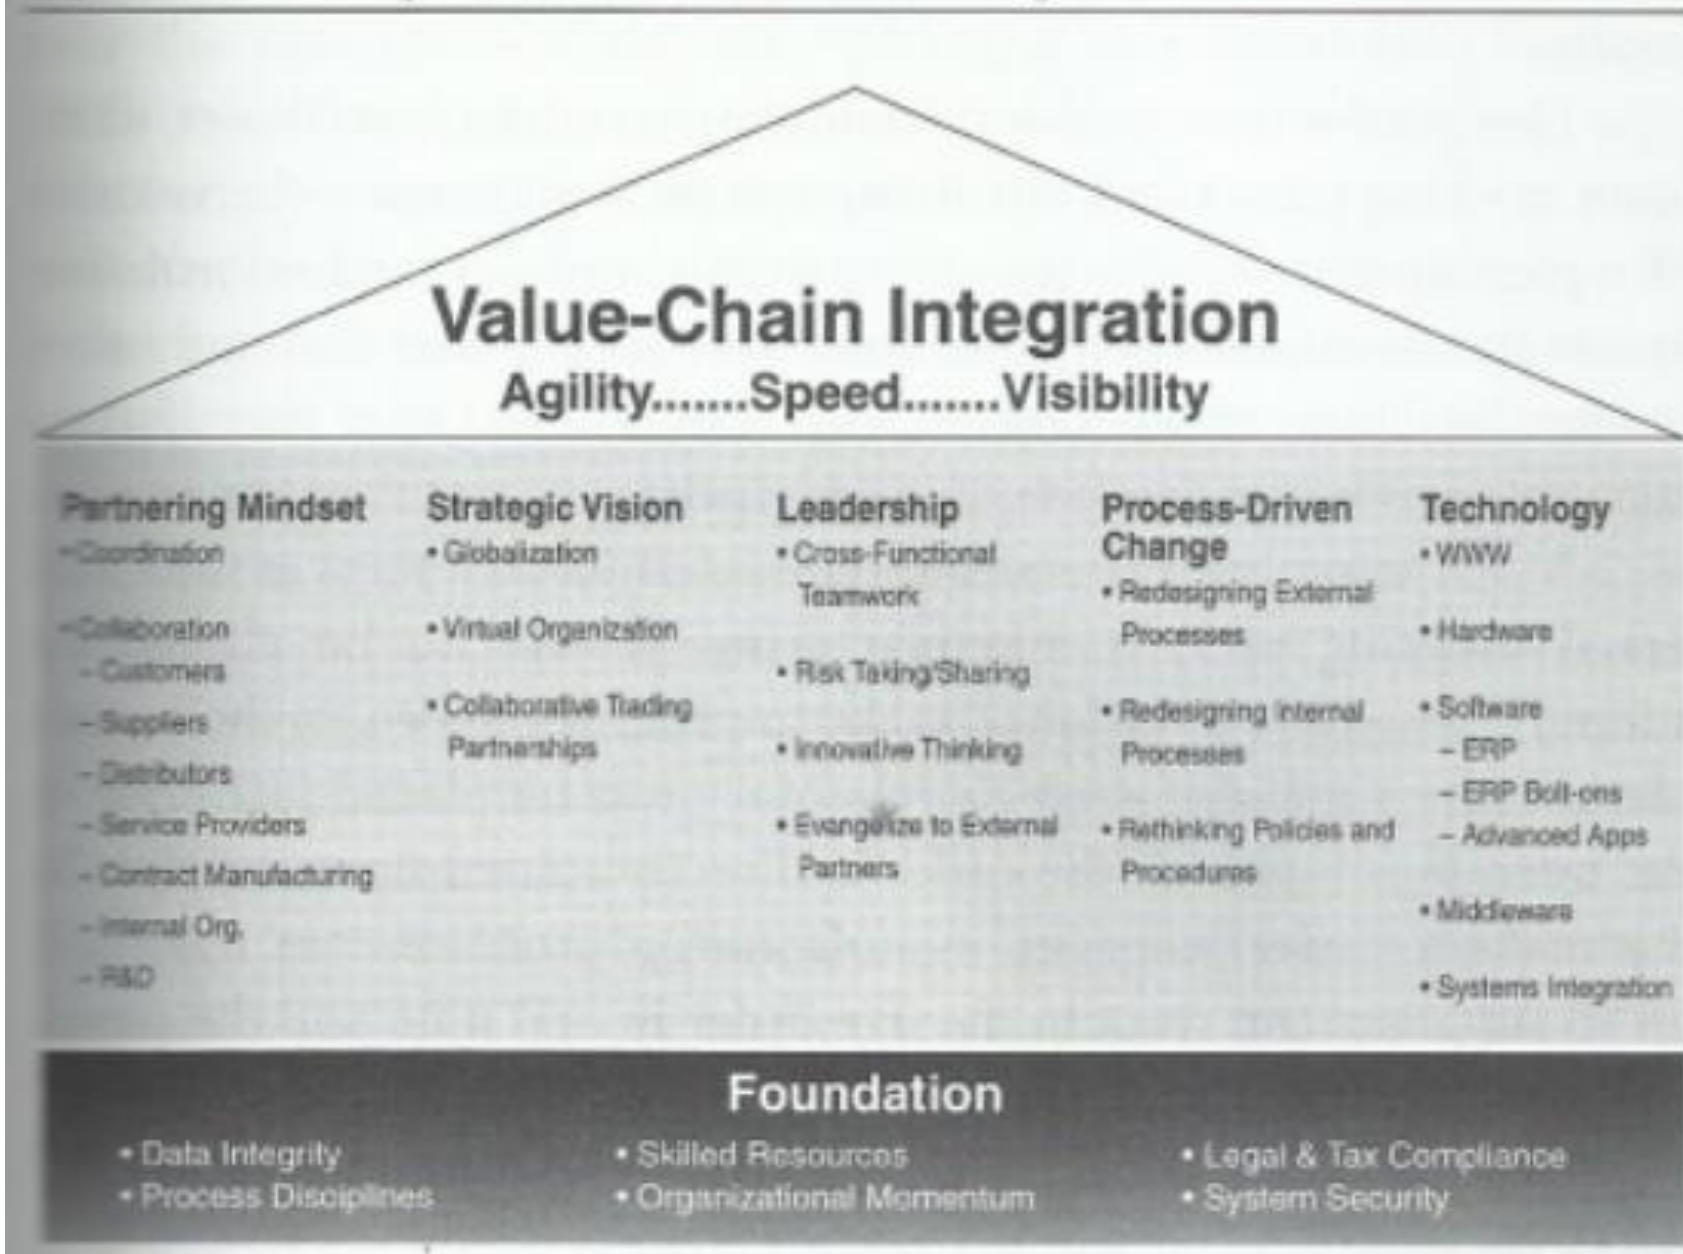 Value-Chain Integration
Agility.......Speed.......Visibility
Partnering Mindset
• Coordination
• Collaboration
– Customers
– Suppliers
– Distributors
– Service Providers
– Contract Manufacturing
– Internal Org.
– R&D
Strategic Vision
• Globalization
• Virtual Organization
• Collaborative Trading
Partnerships
Leadership
• Cross-Functional
Teamwork
• Risk Taking/Sharing
• Innovative Thinking
• Evangelize to External
Partners
Process-Driven
Change
• Redesigning External
Processes
• Redesigning Internal
Processes
• Rethinking Policies and
Procedures
Technology
• WWW
• Hardware
• Software
– ERP
– ERP Bolt-ons
– Advanced Apps
• Middleware
• Systems Integration
Foundation
• Data Integrity
• Process Disciplines
• Skilled Resources
• Organizational Momentum
• Legal & Tax Compliance
• System Security